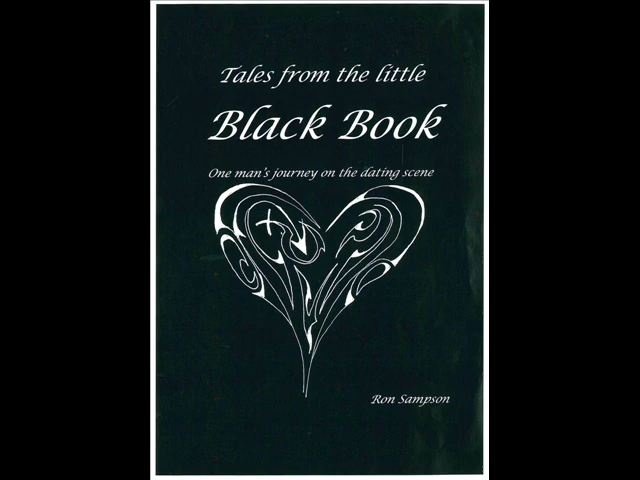 Tales from the little
Black Book
One man's journey on the dating scene
Ron Sampson